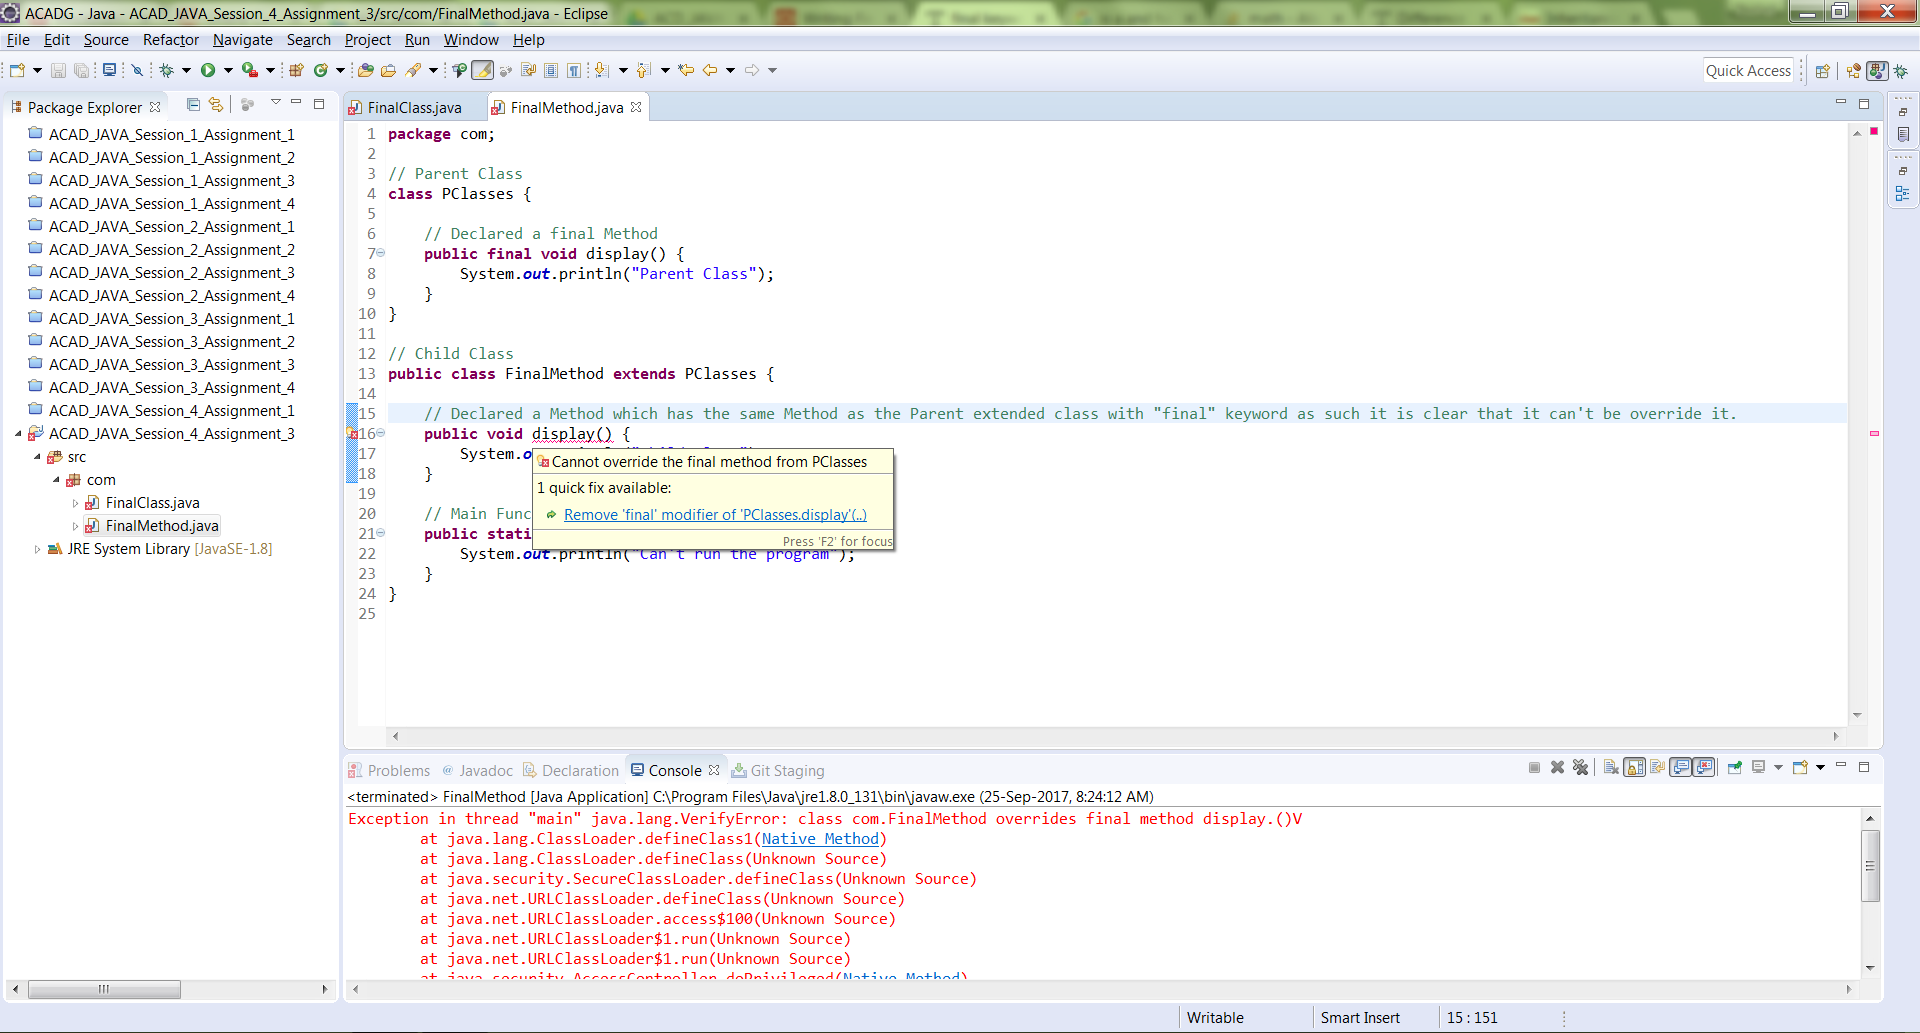 ACADG - Java - ACAD_JAVA_Session_4_Assignment_3/src/com/FinalMethod.java - Eclipse
File Edit Source Refactor Navigate Search Project Run Window Help
Quick Access
Package Explorer
ACAD_JAVA_Session_1_Assignment_1
ACAD_JAVA_Session_1_Assignment_2
ACAD_JAVA_Session_1_Assignment_3
ACAD_JAVA_Session_1_Assignment_4
ACAD_JAVA_Session_2_Assignment_1
ACAD_JAVA_Session_2_Assignment_2
ACAD_JAVA_Session_2_Assignment_3
ACAD_JAVA_Session_2_Assignment_4
ACAD_JAVA_Session_3_Assignment_1
ACAD_JAVA_Session_3_Assignment_2
ACAD_JAVA_Session_3_Assignment_3
ACAD_JAVA_Session_3_Assignment_4
ACAD_JAVA_Session_4_Assignment_1
ACAD_JAVA_Session_4_Assignment_3
src
com
FinalClass.java
FinalMethod.java
JRE System Library [JavaSE-1.8]
FinalClass.java FinalMethod.java
1 package com;
2
3 // Parent Class
4 class PClasses {
5
6 // Declared a final Method
7 public final void display() {
8 System.out.println("Parent Class");
9 }
10 }
11
12 // Child Class
13 public class FinalMethod extends PClasses {
14
15 // Declared a Method which has the same Method as the Parent extended class with "final" keyword as such it is clear that it can't be override it.
16 public void display() {
17 System.o
18 }
19
20 // Main Func
21 public stati
22 System.out.println("Can't run the program");
23 }
24 }
25
Cannot override the final method from PClasses
1 quick fix available:
Remove 'final' modifier of 'PClasses.display'(..)
Press 'F2' for focus
Problems @ Javadoc Declaration Console Git Staging
<terminated> FinalMethod [Java Application] C:\Program Files\Java\jre1.8.0_131\bin\javaw.exe (25-Sep-2017, 8:24:12 AM)
Exception in thread "main" java.lang.VerifyError: class com.FinalMethod overrides final method display.()V
at java.lang.ClassLoader.defineClass1(Native Method)
at java.lang.ClassLoader.defineClass(Unknown Source)
at java.security.SecureClassLoader.defineClass(Unknown Source)
at java.net.URLClassLoader.defineClass(Unknown Source)
at java.net.URLClassLoader.access$100(Unknown Source)
at java.net.URLClassLoader$1.run(Unknown Source)
at java.net.URLClassLoader$1.run(Unknown Source)
at java.security.AccessController.doPrivileged(Native Method)
Writable Smart Insert 15 : 151